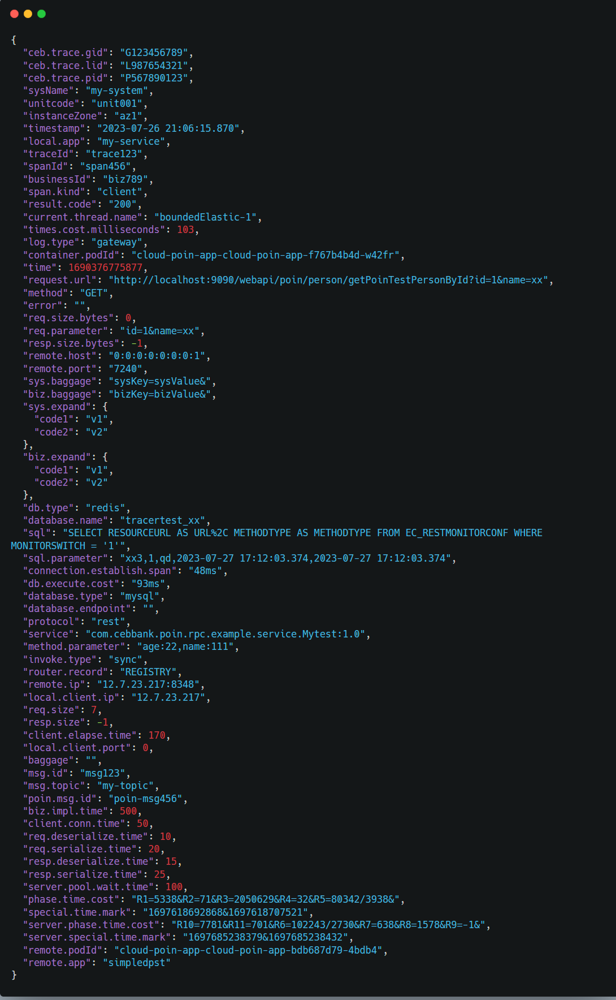 {
  "ceb.trace.gid": "G123456789",
  "ceb.trace.lid": "L987654321",
  "ceb.trace.pid": "P567890123",
  "sysName": "my-system",
  "unitcode": "unit001",
  "instanceZone": "az1",
  "timestamp": "2023-07-26 21:06:15.870",
  "local.app": "my-service",
  "traceId": "trace123",
  "spanId": "span456",
  "businessId": "biz789",
  "span.kind": "client",
  "result.code": "200",
  "current.thread.name": "boundedElastic-1",
  "times.cost.milliseconds": 103,
  "log.type": "gateway",
  "container.podId": "cloud-poin-app-cloud-poin-app-f767b4b4d-w42fr",
  "time": 1690376775877,
  "request.url": "http://localhost:9090/webapi/poin/person/getPoinTestPersonById?id=1&name=xx",
  "method": "GET",
  "error": "",
  "req.size.bytes": 0,
  "req.parameter": "id=1&name=xx",
  "resp.size.bytes": -1,
  "remote.host": "0:0:0:0:0:0:0:1",
  "remote.port": "7240",
  "sys.baggage": "sysKey=sysValue&",
  "biz.baggage": "bizKey=bizValue&",
  "sys.expand": {
    "code1": "v1",
    "code2": "v2"
  },
  "biz.expand": {
    "code1": "v1",
    "code2": "v2"
  },
  "db.type": "redis",
  "database.name": "tracertest_xx",
  "sql": "SELECT RESOURCEURL AS URL%2C METHODTYPE AS METHODTYPE FROM EC_RESTMONITORCONF WHERE
MONITORSWITCH = '1'",
  "sql.parameter": "xx3,1,qd,2023-07-27 17:12:03.374,2023-07-27 17:12:03.374",
  "connection.establish.span": "48ms",
  "db.execute.cost": "93ms",
  "database.type": "mysql",
  "database.endpoint": "",
  "protocol": "rest",
  "service": "com.cebbank.poin.rpc.example.service.Mytest:1.0",
  "method.parameter": "age:22,name:111",
  "invoke.type": "sync",
  "router.record": "REGISTRY",
  "remote.ip": "12.7.23.217:8348",
  "local.client.ip": "12.7.23.217",
  "req.size": 7,
  "resp.size": -1,
  "client.elapse.time": 170,
  "local.client.port": 0,
  "baggage": "",
  "msg.id": "msg123",
  "msg.topic": "my-topic",
  "poin.msg.id": "poin-msg456",
  "biz.impl.time": 500,
  "client.conn.time": 50,
  "req.deserialize.time": 10,
  "req.serialize.time": 20,
  "resp.deserialize.time": 15,
  "resp.serialize.time": 25,
  "server.pool.wait.time": 100,
  "phase.time.cost": "R1=5338&R2=71&R3=2050629&R4=32&R5=80342/3938&",
  "special.time.mark": "1697618692868&1697618707521",
  "server.phase.time.cost": "R10=7781&R11=701&R6=102243/2730&R7=638&R8=1578&R9=-1&",
  "server.special.time.mark": "1697685238379&1697685238432",
  "remote.podId": "cloud-poin-app-cloud-poin-app-bdb687d79-4bdb4",
  "remote.app": "simpledpst"
}